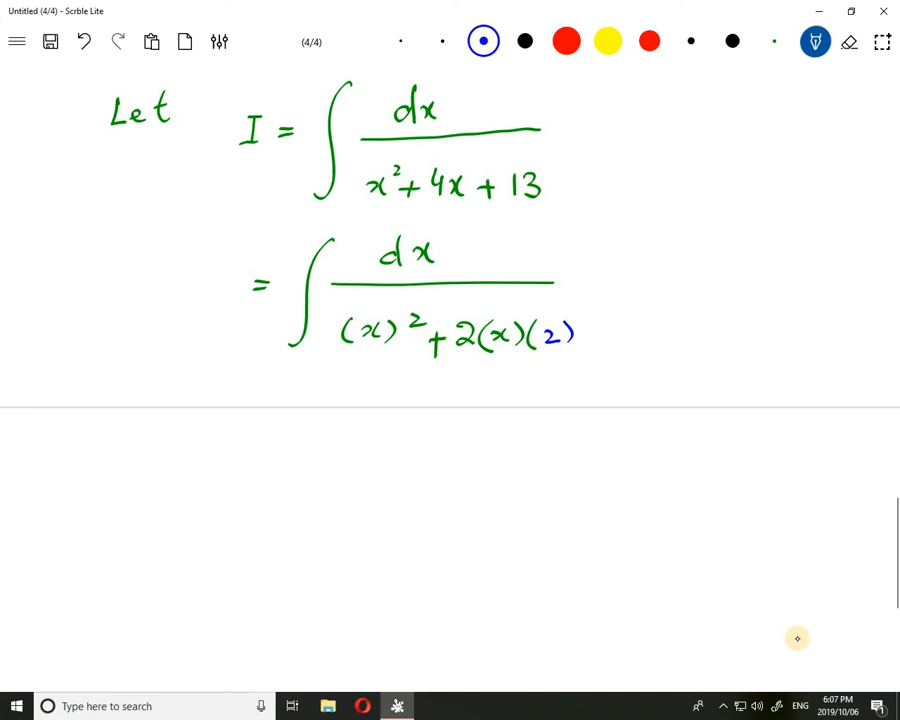 Untitled (4/4) - Scrble Lite
(4/4)
Let I = ∫ dx / x² + 4x + 13
= ∫ dx / (x)² + 2(x)(2)
Type here to search
ENG
6:07 PM
2019/10/06
1